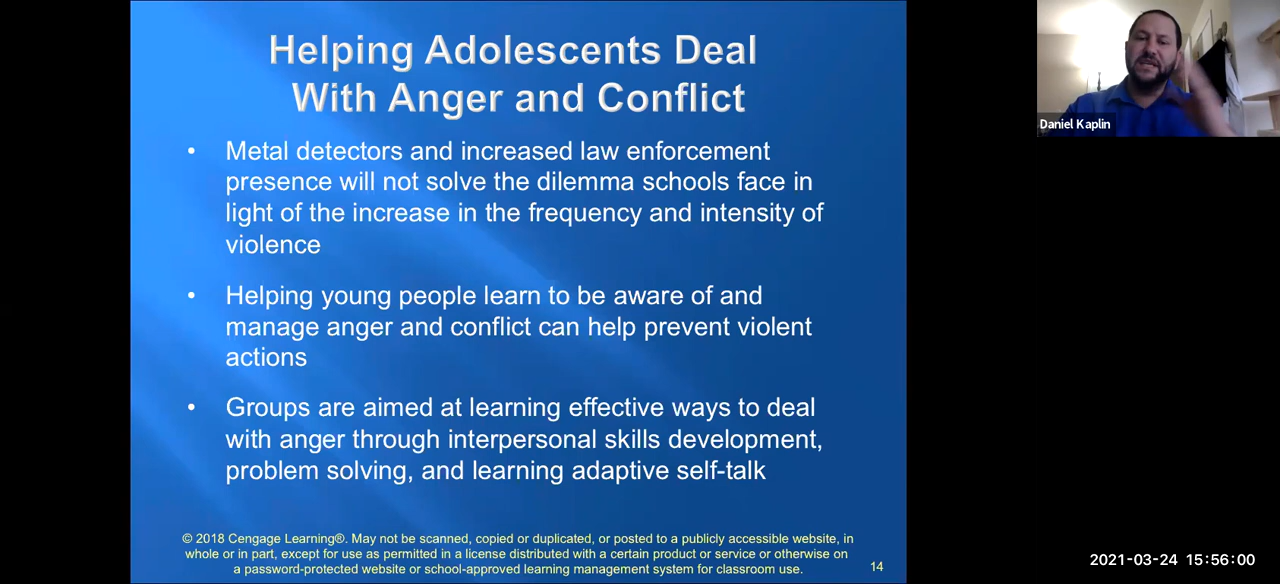 Helping Adolescents Deal
With Anger and Conflict
• Metal detectors and increased law enforcement
presence will not solve the dilemma schools face in
light of the increase in the frequency and intensity of
violence
• Helping young people learn to be aware of and
manage anger and conflict can help prevent violent
actions
• Groups are aimed at learning effective ways to deal
with anger through interpersonal skills development,
problem solving, and learning adaptive self-talk
© 2018 Cengage Learning®. May not be scanned, copied or duplicated, or posted to a publicly accessible website, in
whole or in part, except for use as permitted in a license distributed with a certain product or service or otherwise on
a password-protected website or school-approved learning management system for classroom use.
14
Daniel Kaplin
2021-03-24 15:56:00